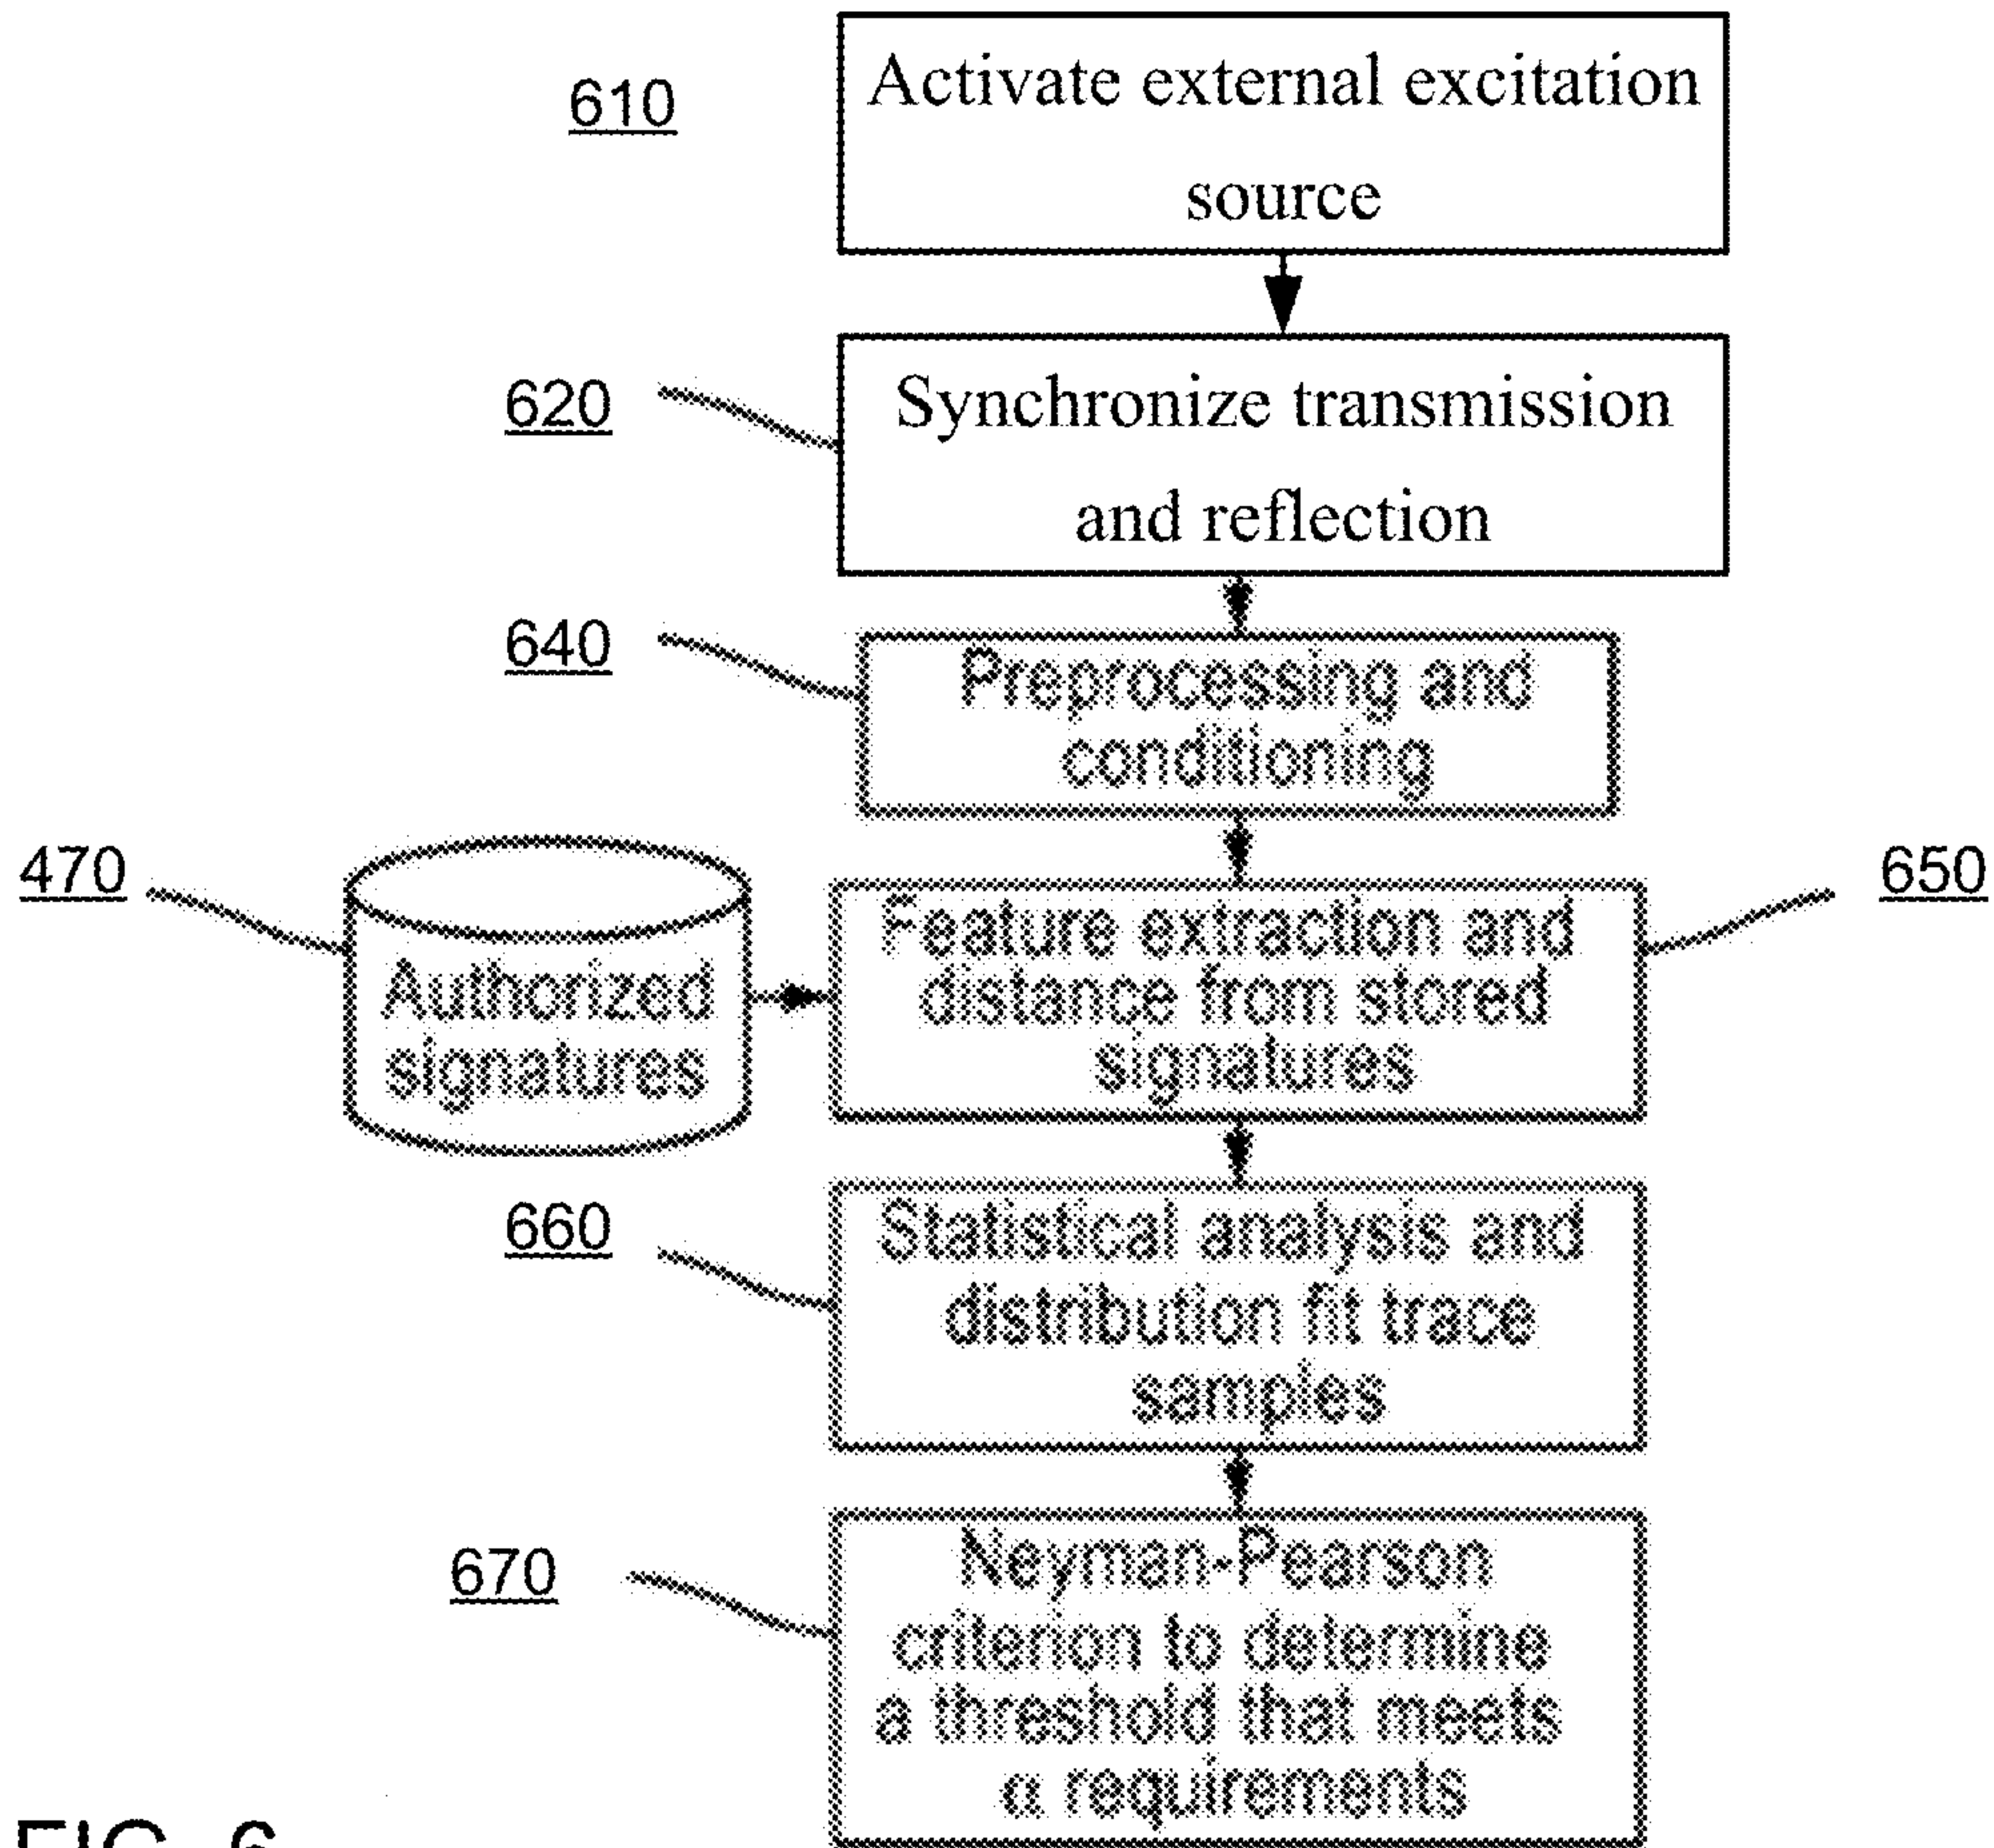 610
Activate external excitation
source
620
Synchronize transmission
and reflection
640
Preprocessing and
conditioning
470
Authorized
signatures
650
Feature extraction and
distance from stored
signatures
660
Statistical analysis and
distribution fit trace
samples
670
Neyman-Pearson
criterion to determine
a threshold that meets
α requirements
FIG. 6